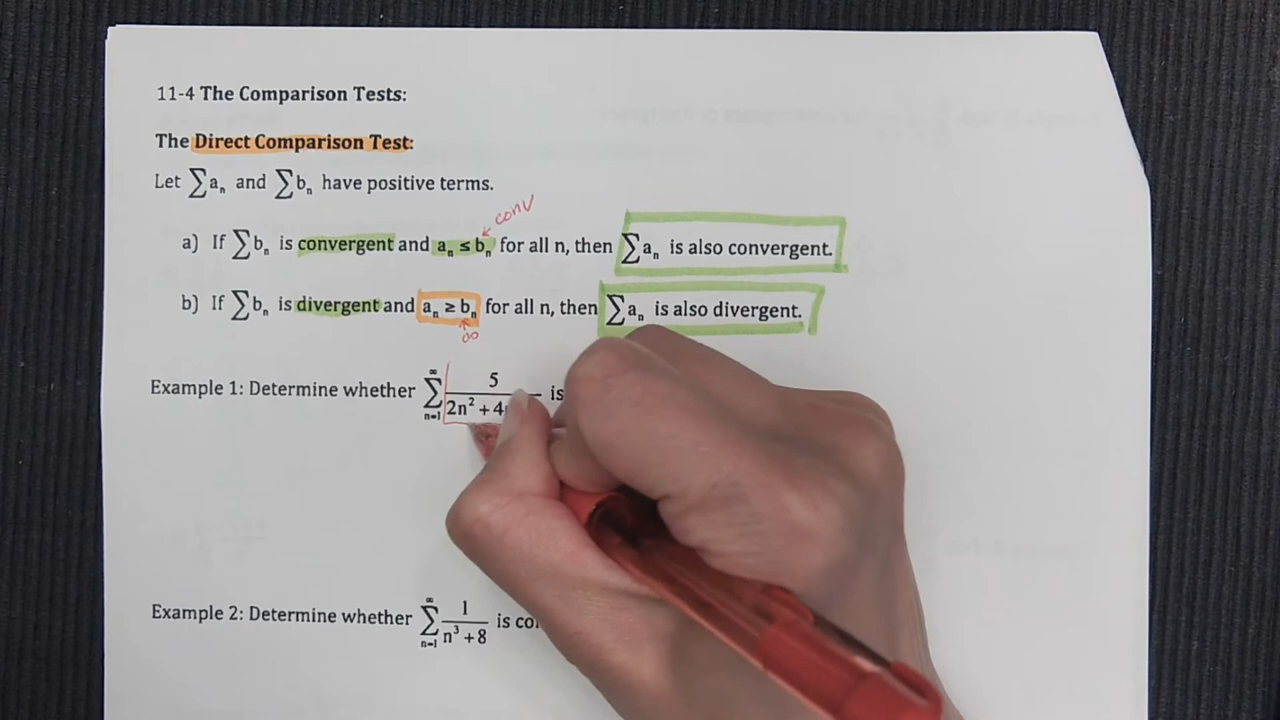 11-4 The Comparison Tests:
The Direct Comparison Test:
Let ∑aₙ and ∑bₙ have positive terms.
conv
a) If ∑bₙ is convergent and aₙ ≤ bₙ for all n, then ∑aₙ is also convergent.
b) If ∑bₙ is divergent and aₙ ≥ bₙ for all n, then ∑aₙ is also divergent.
∞
Example 1: Determine whether ∞ ∑ n=1 5 / 2n² + 4 is
Example 2: Determine whether ∞ ∑ n=1 1 / n³ + 8 is